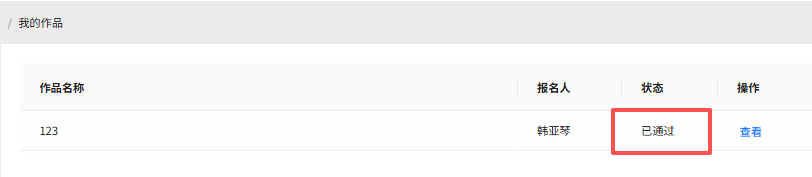 / 我的作品
作品名称 报名人 状态 操作
123 韩亚琴 已通过 查看